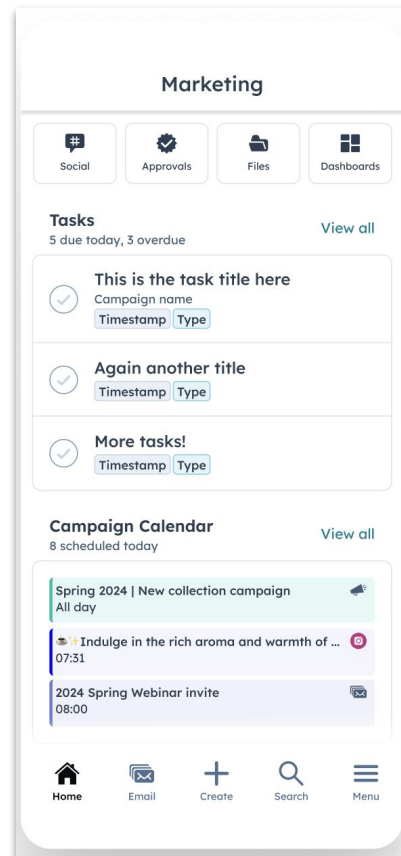 Marketing
Social
Approvals
Files
Dashboards
Tasks
View all
5 due today, 3 overdue
This is the task title here
Campaign name
Timestamp Type
Again another title
Timestamp Type
More tasks!
Timestamp Type
Campaign Calendar
View all
8 scheduled today
Spring 2024 | New collection campaign
All day
☕✨Indulge in the rich aroma and warmth of ...
07:31
2024 Spring Webinar invite
08:00
Home
Email
Create
Search
Menu